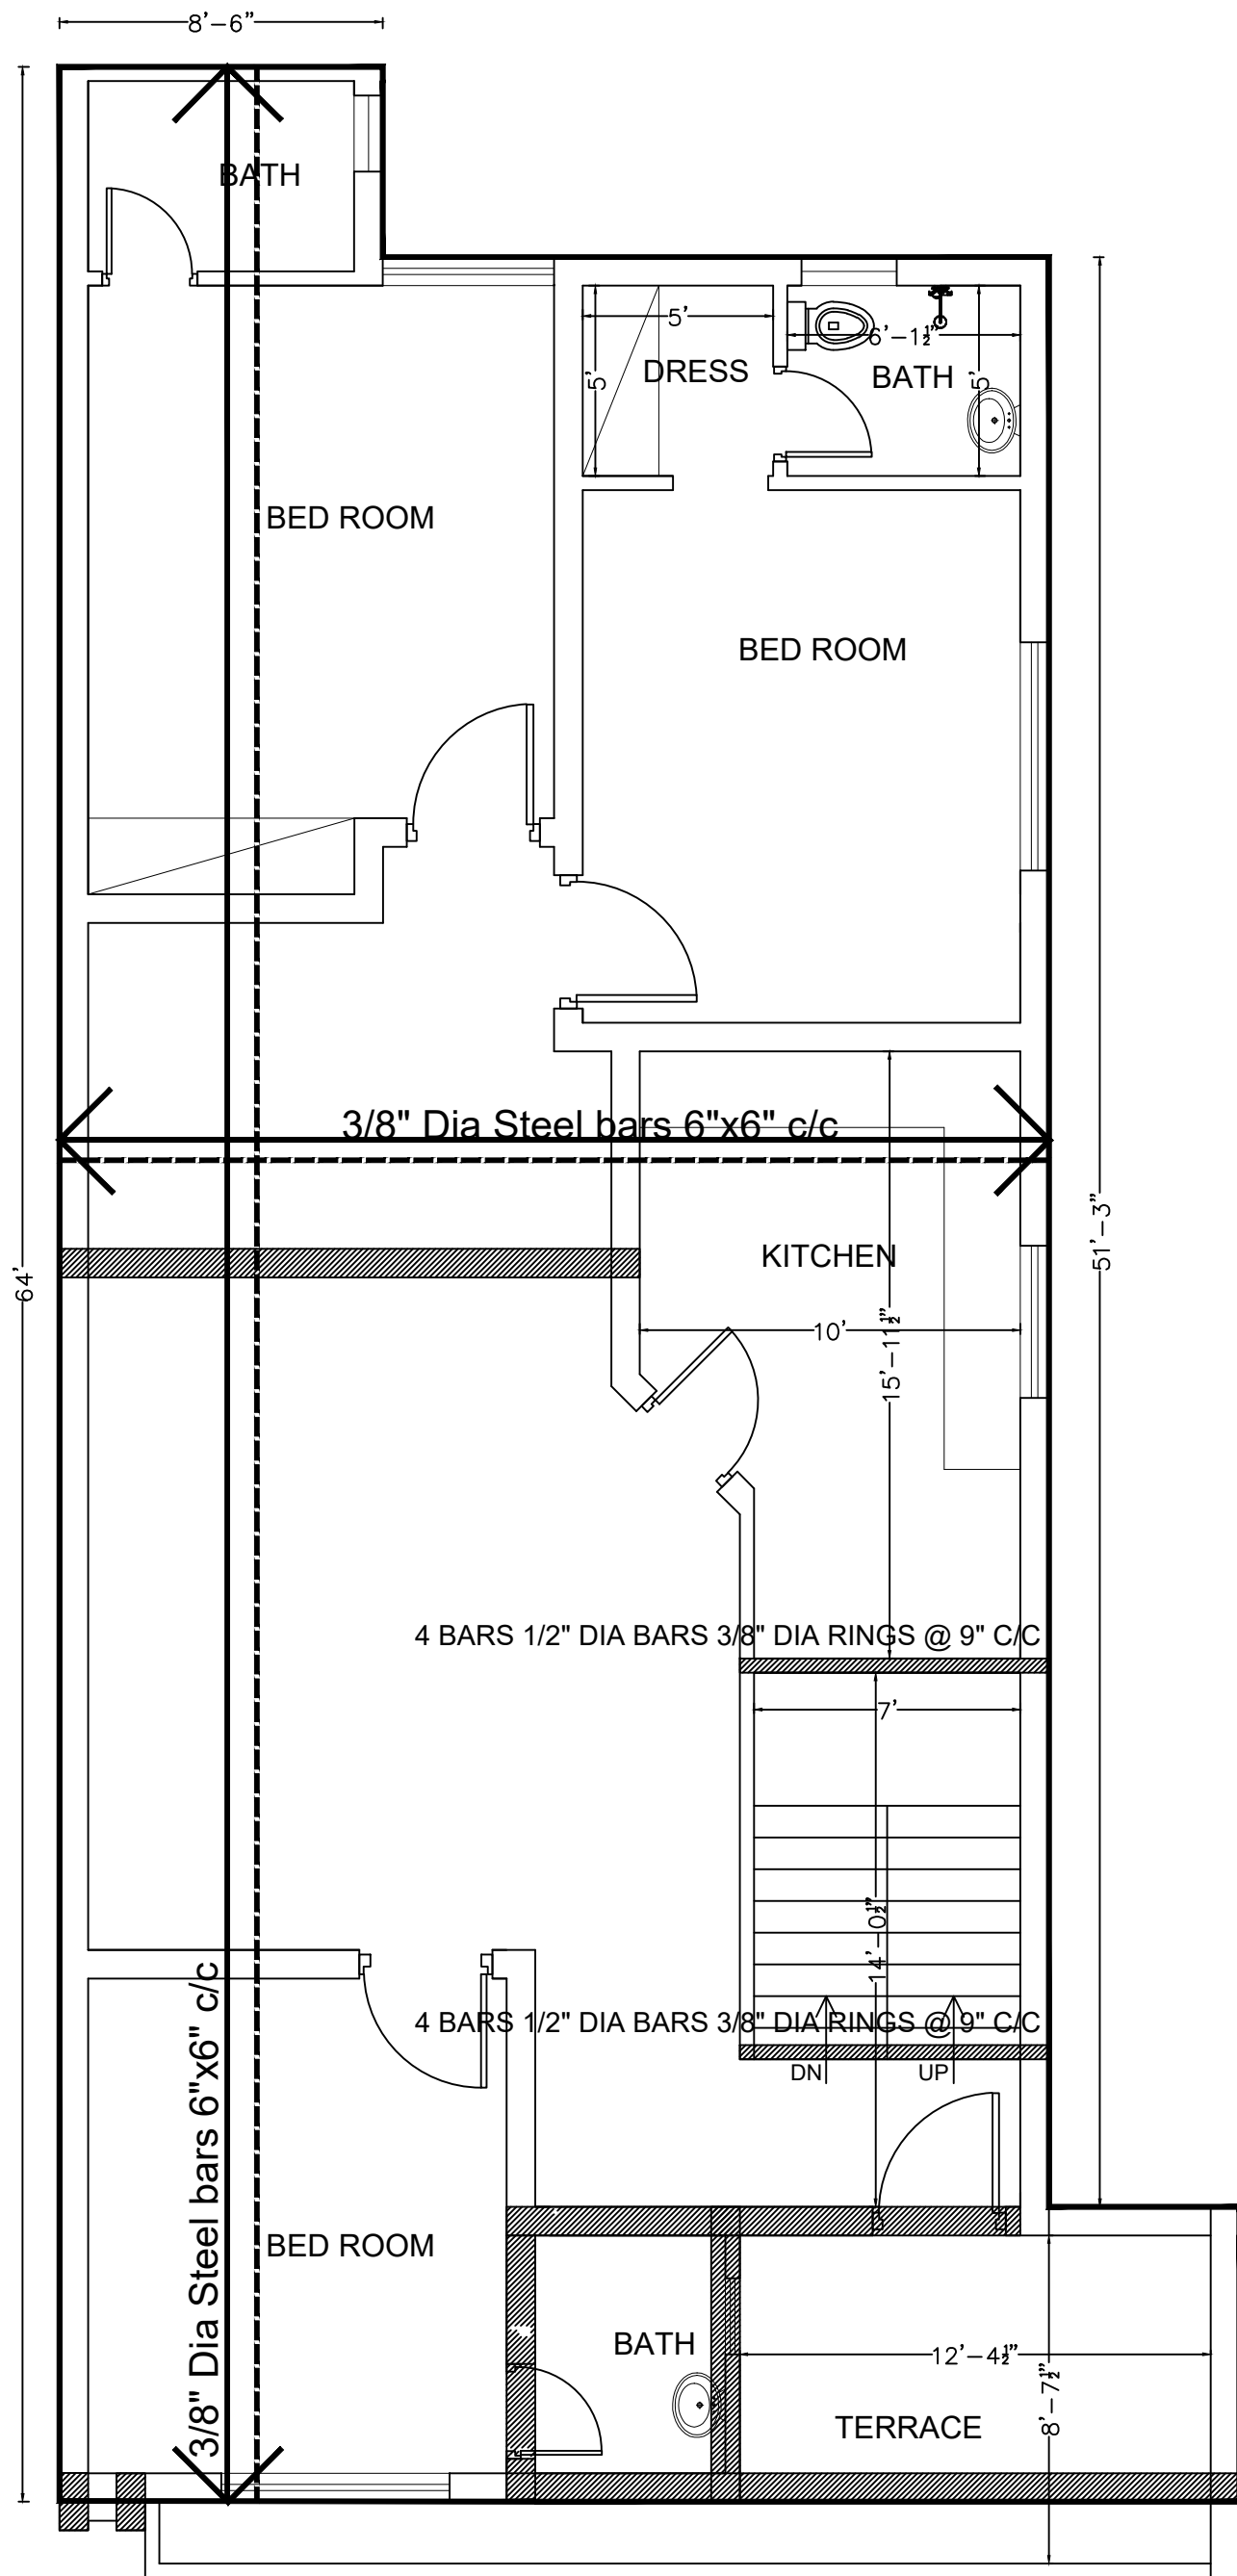 8'-6"
BATH
5'
6'-1½"
DRESS
BATH
5'
5'
BED ROOM
BED ROOM
3/8" Dia Steel bars 6"x6" c/c
64'
51'-3"
KITCHEN
10'
15'-11½"
4 BARS 1/2" DIA BARS 3/8" DIA RINGS @ 9" C/C
7'
14'-0½"
4 BARS 1/2" DIA BARS 3/8" DIA RINGS @ 9" C/C
DN
UP
3/8" Dia Steel bars 6"x6" c/c
BED ROOM
BATH
12'-4½"
TERRACE
8'-7½"